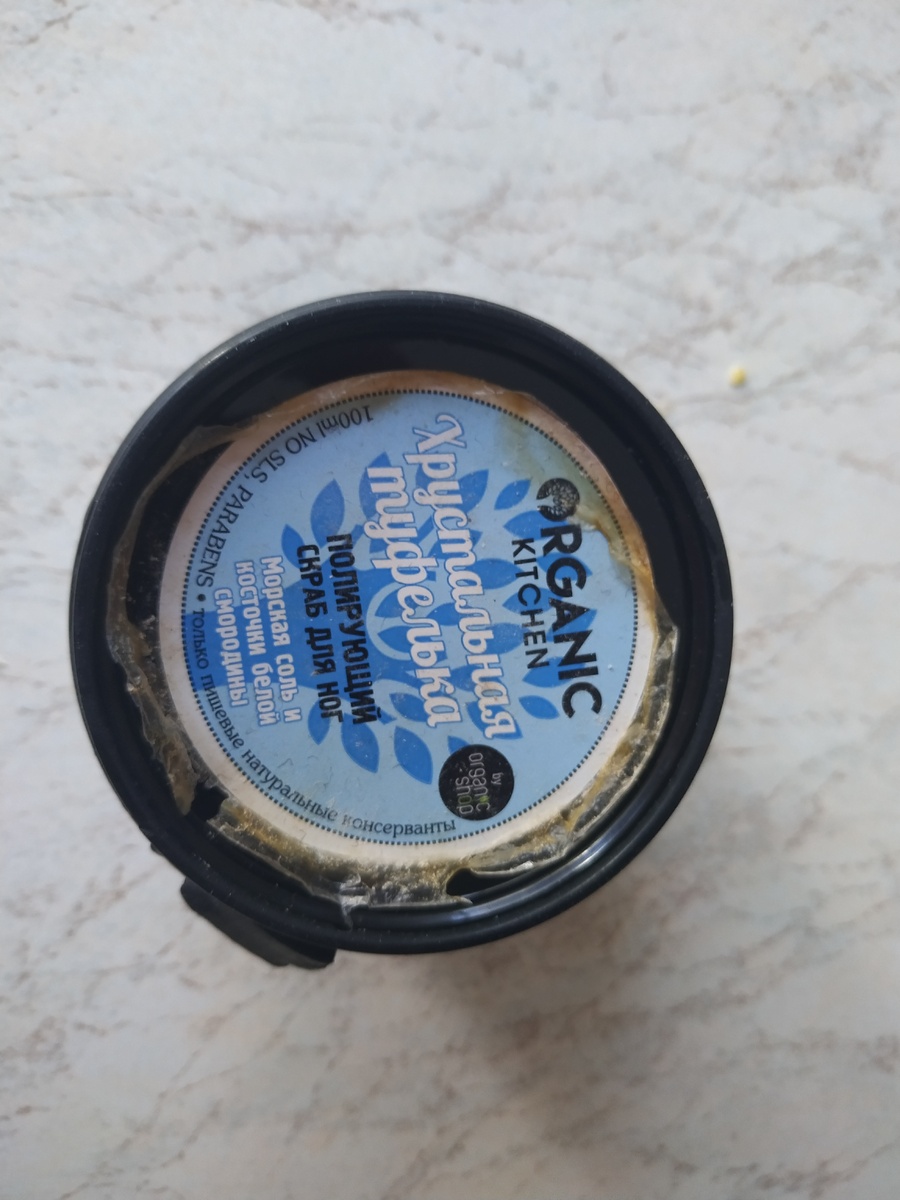 ORGANIC
KITCHEN
Хрустальная
туфелька
ПОЛИРУЮЩИЙ
СКРАБ ДЛЯ НОГ
Морская соль и
косточки белой
смородины
by
organic
shop
100ml NO SLS, PARABENS • только пищевые натуральные консерванты